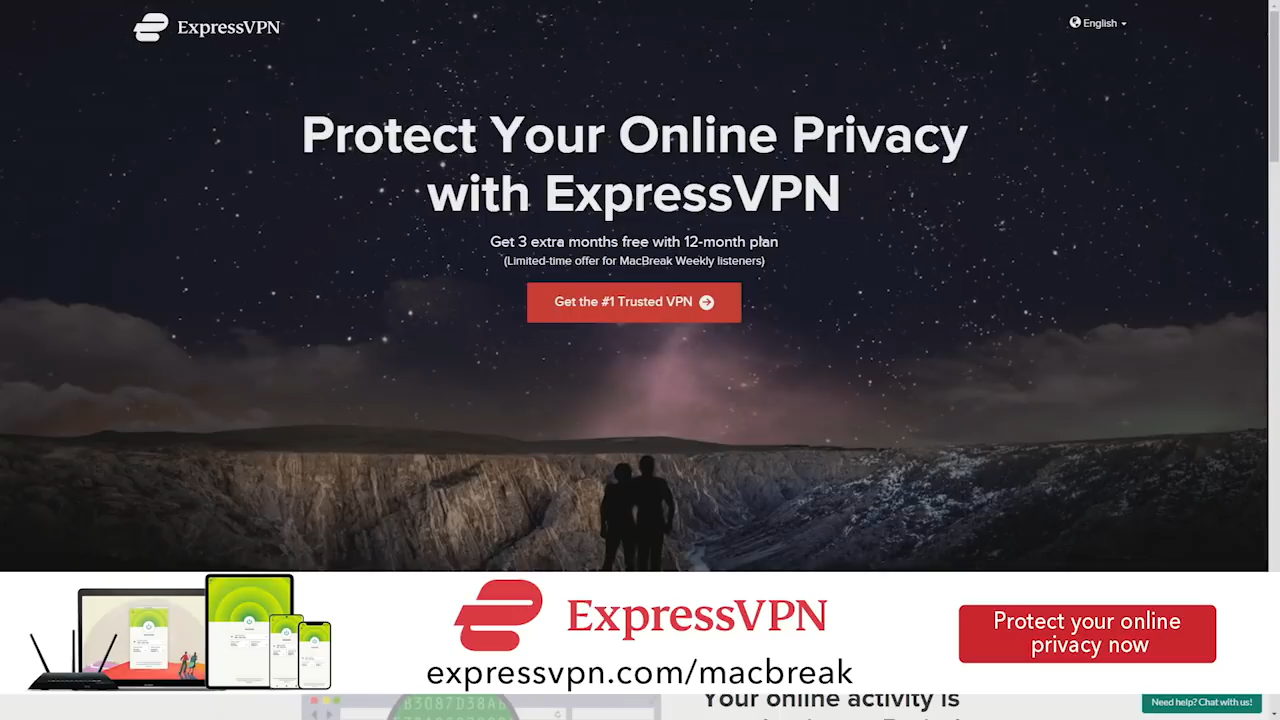 ExpressVPN
English
Protect Your Online Privacy
with ExpressVPN
Get 3 extra months free with 12-month plan
(Limited-time offer for MacBreak Weekly listeners)
Get the #1 Trusted VPN
ExpressVPN
expressvpn.com/macbreak
Protect your online
privacy now
B3087D38AB
Your online activity is
Need help? Chat with us!